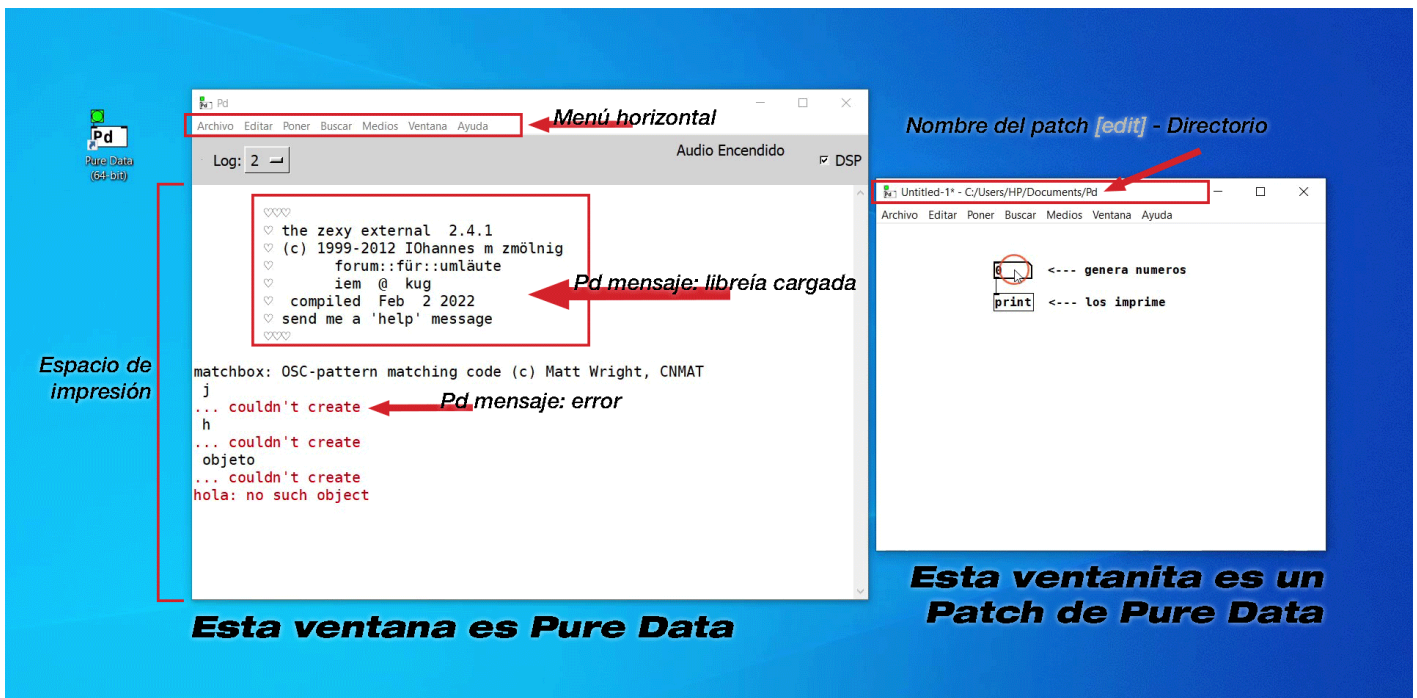 Pd
Pure Data
(64-bit)
Pd
Archivo Editar Poner Buscar Medios Ventana Ayuda
Menú horizontal
Log: 2
Audio Encendido
DSP
the zexy external 2.4.1
(c) 1999-2012 IOhannes m zmölnig
forum::für::umläute
iem @ kug
compiled Feb 2 2022
send me a 'help' message
Pd mensaje: libreía cargada
Espacio de
impresión
matchbox: OSC-pattern matching code (c) Matt Wright, CNMAT
j
... couldn't create
Pd mensaje: error
h
... couldn't create
objeto
... couldn't create
hola: no such object
Esta ventana es Pure Data
Nombre del patch [edit] - Directorio
Untitled-1* - C:/Users/HP/Documents/Pd
Archivo Editar Poner Buscar Medios Ventana Ayuda
0 <--- genera numeros
print <--- los imprime
Esta ventanita es un
Patch de Pure Data